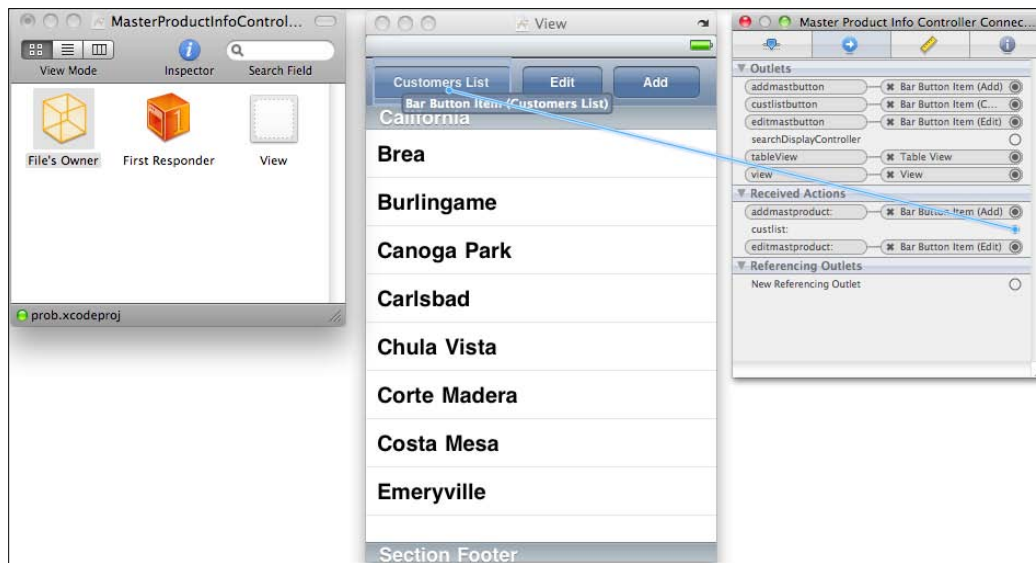 MasterProductInfoControl...
View Mode
Inspector
Search Field
File's Owner
First Responder
View
prob.xcodeproj
View
Customers List
Edit
Add
Bar Button Item (Customers List)
California
Brea
Burlingame
Canoga Park
Carlsbad
Chula Vista
Corte Madera
Costa Mesa
Emeryville
Section Footer
Master Product Info Controller Connec...
Outlets
addmastbutton
Bar Button Item (Add)
custlistbutton
Bar Button Item (C...
editmastbutton
Bar Button Item (Edit)
searchDisplayController
tableView
Table View
view
View
Received Actions
addmastproduct:
Bar Button Item (Add)
custlist:
editmastproduct:
Bar Button Item (Edit)
Referencing Outlets
New Referencing Outlet